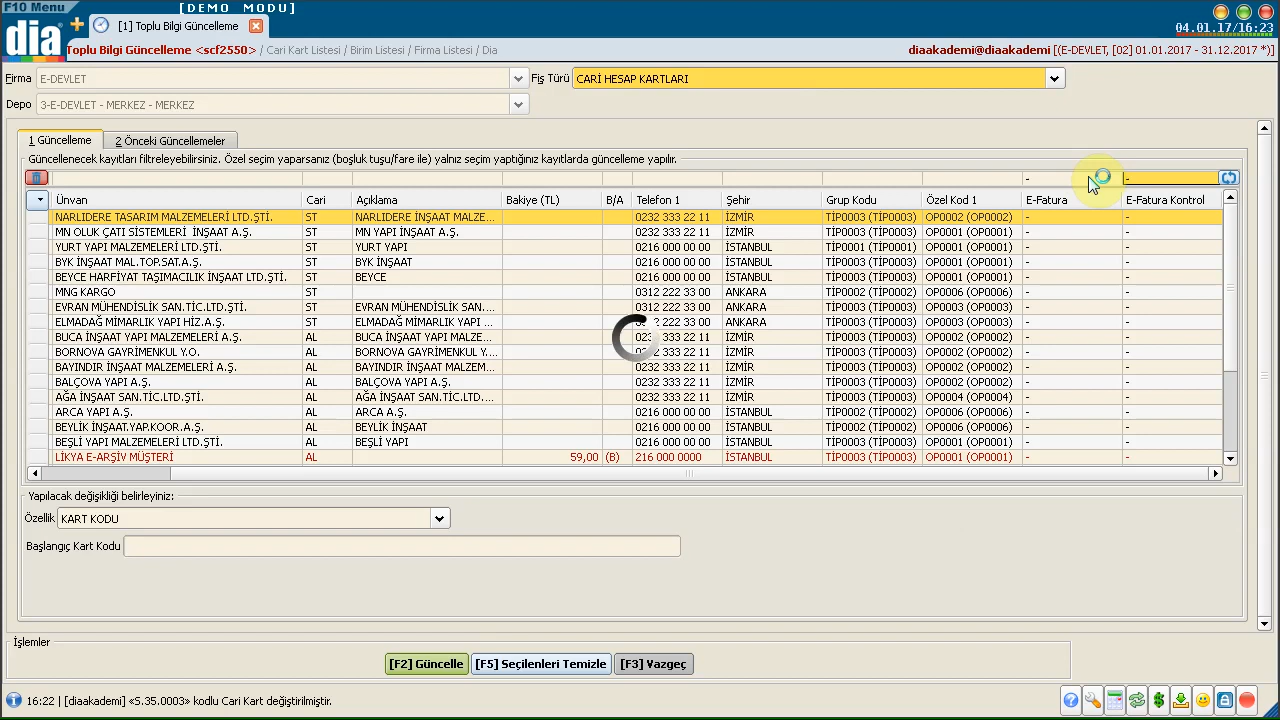 F10 Menu [DEMO MODU]
dia [1] Toplu Bilgi Güncelleme 04.01.17/16:23
Toplu Bilgi Güncelleme <scf2550> / Cari Kart Listesi / Birim Listesi / Firma Listesi / Dia diaakademi@diaakademi [(E-DEVLET, [02] 01.01.2017 - 31.12.2017 *)]
Firma E-DEVLET Fiş Türü CARİ HESAP KARTLARI
Depo 3-E-DEVLET - MERKEZ - MERKEZ
1 Güncelleme 2 Önceki Güncellemeler
Güncellenecek kayıtları filtreleyebilirsiniz. Özel seçim yaparsanız (boşluk tuşu/fare ile) yalnız seçim yaptığınız kayıtlarda güncelleme yapılır.
- -
Ünvan Cari Açıklama Bakiye (TL) B/A Telefon 1 Şehir Grup Kodu Özel Kod 1 E-Fatura E-Fatura Kontrol
NARLIDERE TASARIM MALZEMELERİ LTD.ŞTİ. ST NARLIDERE İNŞAAT MALZE... 0232 333 22 11 İZMİR TİP0003 (TİP0003) OP0002 (OP0002) - -
MN OLUK ÇATI SİSTEMLERİ İNŞAAT LTD.ŞTİ. ST MN YAPI İNŞAAT A.Ş. 0232 333 22 11 İZMİR TİP0003 (TİP0003) OP0001 (OP0001) - -
YURT YAPI MALZEMELERİ LTD.ŞTİ. ST YURT YAPI 0216 000 00 00 İSTANBUL TİP0001 (TİP0001) OP0001 (OP0001) - -
BYK İNŞAAT MAL.TOP.SAT.A.Ş. ST BYK İNŞAAT 0216 000 00 00 İSTANBUL TİP0003 (TİP0003) OP0001 (OP0001) - -
BEYCE HARFİYAT TAŞIMACILIK İNŞAAT LTD.ŞTİ. ST BEYCE 0216 000 00 00 İSTANBUL TİP0003 (TİP0003) OP0001 (OP0001) - -
MNG KARGO ST 0312 222 33 00 ANKARA TİP0002 (TİP0002) OP0006 (OP0006) - -
EVRAN MÜHENDİSLİK SAN.TİC.LTD.ŞTİ. ST EVRAN MÜHENDİSLİK SAN.... 0312 222 33 00 ANKARA TİP0002 (TİP0002) OP0003 (OP0003) - -
ELMADAĞ MİMARLIK YAPI HİZ.A.Ş. ST ELMADAĞ MİMARLIK YAPI ... 222 33 00 ANKARA TİP0003 (TİP0003) OP0003 (OP0003) - -
BUCA İNŞAAT YAPI MALZEMELERİ A.Ş. AL BUCA İNŞAAT YAPI MALZE... 333 22 11 İZMİR TİP0003 (TİP0003) OP0002 (OP0002) - -
BORNOVA GAYRİMENKUL Y.O. AL BORNOVA GAYRİMENKUL Y.... 333 22 11 İZMİR TİP0003 (TİP0003) OP0002 (OP0002) - -
BAYINDIR İNŞAAT MALZEMELERİ A.Ş. AL BAYINDIR İNŞAAT MALZEM... 0232 333 22 11 İZMİR TİP0003 (TİP0003) OP0002 (OP0002) - -
BALÇOVA YAPI A.Ş. AL BALÇOVA YAPI A.Ş. 0232 333 22 11 İZMİR TİP0003 (TİP0003) OP0002 (OP0002) - -
AĞA İNŞAAT SAN.TİC.LTD.ŞTİ. AL AĞA İNŞAAT SAN.TİC.LTD.... 0232 333 22 11 İZMİR TİP0003 (TİP0003) OP0004 (OP0004) - -
ARCA YAPI A.Ş. AL ARCA A.Ş. 0216 000 00 00 İSTANBUL TİP0002 (TİP0002) OP0006 (OP0006) - -
BEYLİK İNŞAAT.YAP.KOOR.A.Ş. AL BEYLİK İNŞAAT 0216 000 00 00 İSTANBUL TİP0002 (TİP0002) OP0006 (OP0006) - -
BEŞLİ YAPI MALZEMELERİ LTD.ŞTİ. AL BEŞLİ YAPI 0216 000 00 00 İSTANBUL TİP0003 (TİP0003) OP0001 (OP0001) - -
LİKYA E-ARŞİV MÜŞTERİ AL 59,00 (B) 216 000 0000 İSTANBUL TİP0003 (TİP0003) OP0001 (OP0001) - -
Yapılacak değişikliği belirleyiniz:
Özellik KART KODU
Başlangıç Kart Kodu
İşlemler
[F2] Güncelle [F5] Seçilenleri Temizle [F3] Vazgeç
16:22 | [diaakademi] «5.35.0003» kodlu Cari Kart değiştirilmiştir.